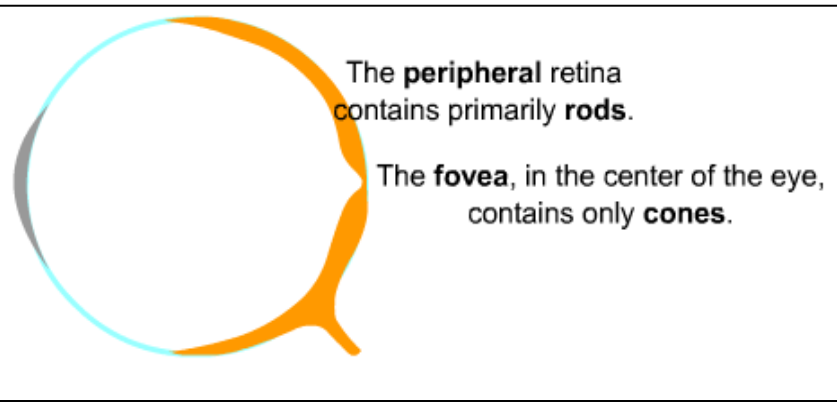 The peripheral retina
contains primarily rods.
The fovea, in the center of the eye,
contains only cones.